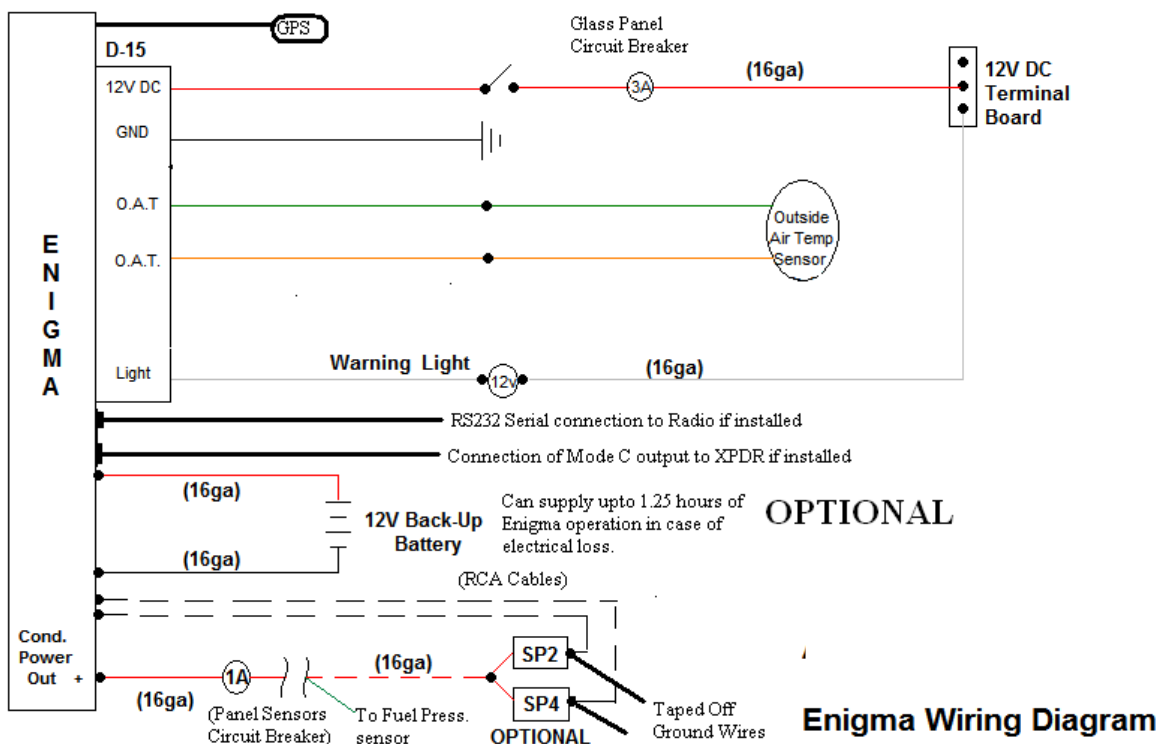 GPS
Glass Panel
Circuit Breaker
D-15
12V DC
3A
(16ga)
12V DC
Terminal
Board
GND
O.A.T
O.A.T.
Outside
Air Temp
Sensor
ENIGMA
Light
Warning Light
12v
(16ga)
RS232 Serial connection to Radio if installed
Connection of Mode C output to XPDR if installed
(16ga)
12V Back-Up
Battery
(16ga)
Can supply upto 1.25 hours of
Enigma operation in case of
electrical loss.
OPTIONAL
(RCA Cables)
Cond.
Power
Out +
(16ga)
1A
(Panel Sensors
Circuit Breaker)
To Fuel Press.
sensor
(16ga)
SP2
SP4
OPTIONAL
Taped Off
Ground Wires
Enigma Wiring Diagram